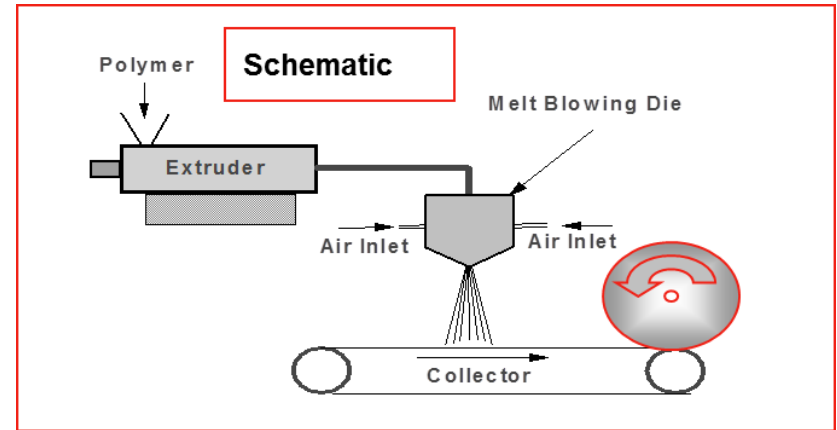 Polymer
Schematic
Melt Blowing Die
Extruder
Air Inlet
Air Inlet
Collector